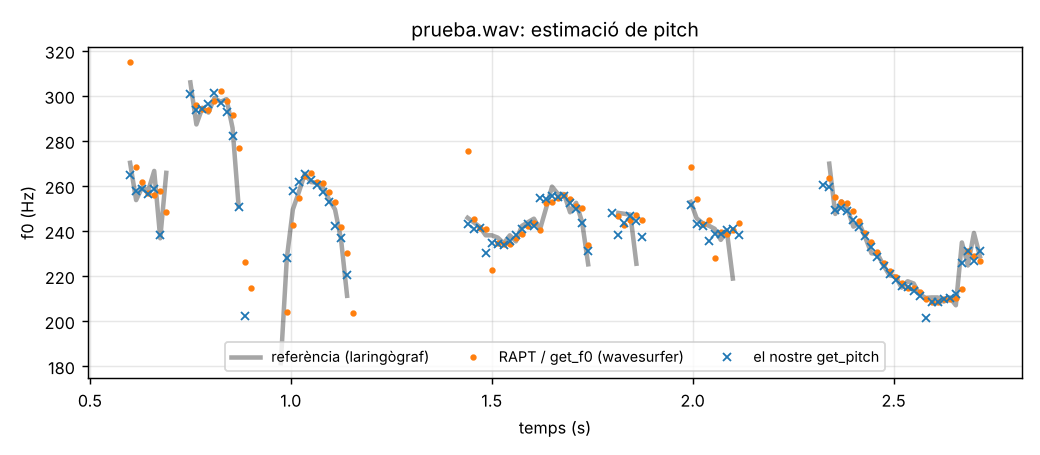 prueba.wav: estimació de pitch
320
300
280
260
240
220
200
180
f0 (Hz)
referència (laringògraf)
RAPT / get_f0 (wavesurfer)
el nostre get_pitch
0.5
1.0
1.5
2.0
2.5
temps (s)